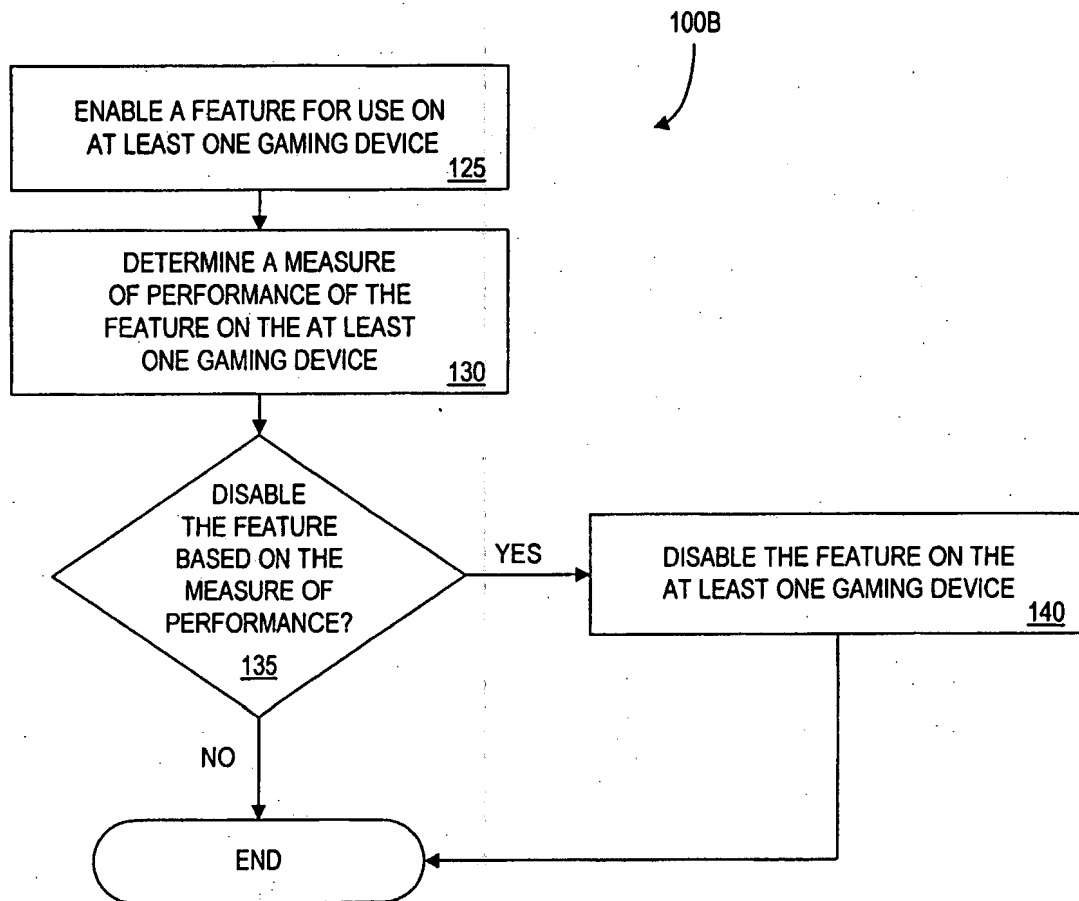 100B
ENABLE A FEATURE FOR USE ON
AT LEAST ONE GAMING DEVICE
125
DETERMINE A MEASURE
OF PERFORMANCE OF THE
FEATURE ON THE AT LEAST
ONE GAMING DEVICE
130
DISABLE
THE FEATURE
BASED ON THE
MEASURE OF
PERFORMANCE?
135
YES
DISABLE THE FEATURE ON THE
AT LEAST ONE GAMING DEVICE
140
NO
END